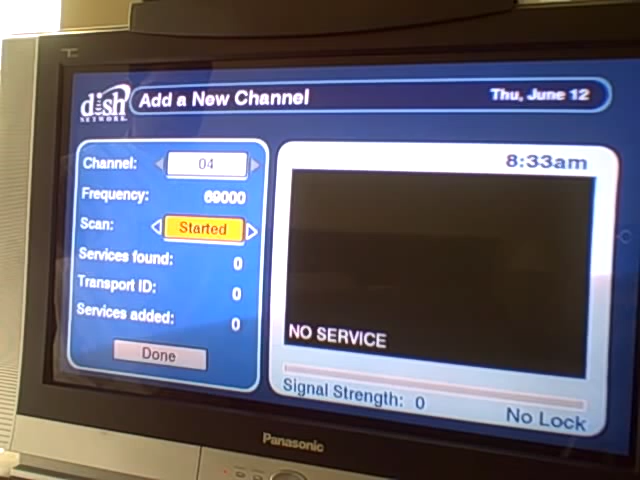 dish
NETWORK
Add a New Channel
Thu, June 12
Channel: 04
Frequency: 69000
Scan: Started
Services found: 0
Transport ID: 0
Services added: 0
Done
8:33am
NO SERVICE
Signal Strength: 0
No Lock
Panasonic